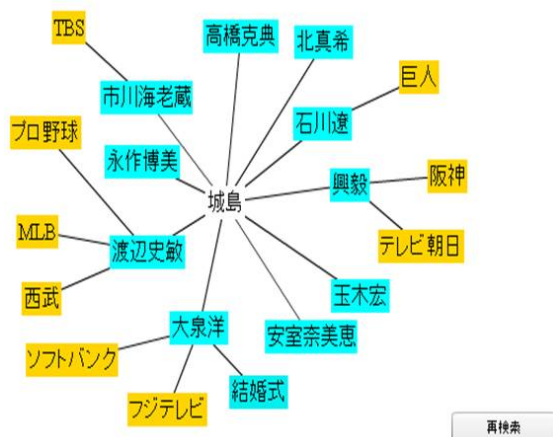 TBS
高橋克典
北真希
市川海老蔵
巨人
プロ野球
石川遼
永作博美
興毅
阪神
城島
MLB
渡辺史敏
テレビ朝日
西武
玉木宏
大泉洋
安室奈美恵
ソフトバンク
結婚式
フジテレビ
再検索